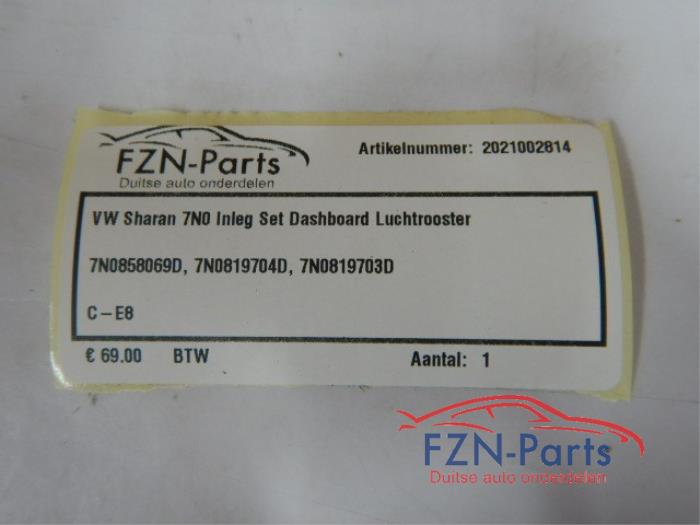 FZN-Parts
Duitse auto onderdelen
Artikelnummer: 2021002814
VW Sharan 7N0 Inleg Set Dashboard Luchtrooster
7N0858069D, 7N0819704D, 7N0819703D
C-E8
€ 69.00 BTW Aantal: 1
FZN-Parts
Duitse auto onderdelen